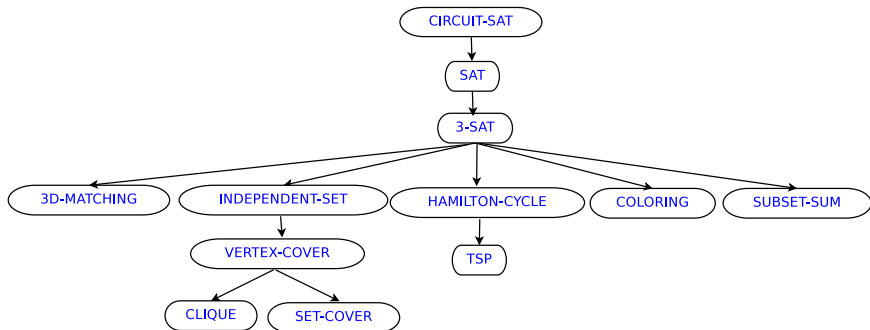 CIRCUIT-SAT
SAT
3-SAT
3D-MATCHING
INDEPENDENT-SET
HAMILTON-CYCLE
COLORING
SUBSET-SUM
VERTEX-COVER
TSP
CLIQUE
SET-COVER